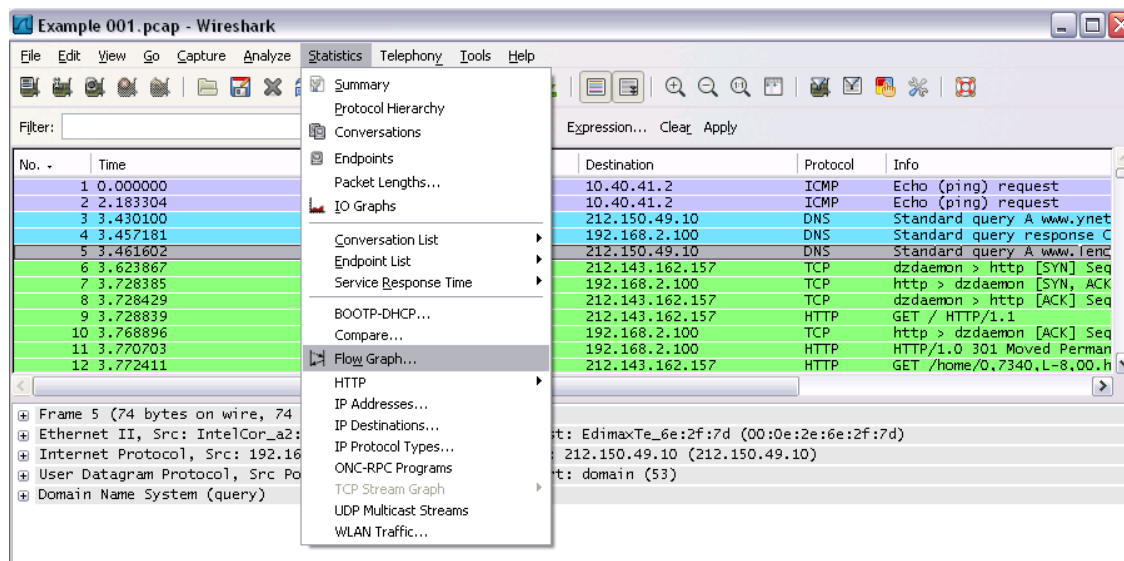 Example 001.pcap - Wireshark
File Edit View Go Capture Analyze Statistics Telephony Tools Help
Filter: Expression... Clear Apply
Summary
Protocol Hierarchy
Conversations
Endpoints
Packet Lengths...
IO Graphs
Conversation List
Endpoint List
Service Response Time
BOOTP-DHCP...
Compare...
Flow Graph...
HTTP
IP Addresses...
IP Destinations...
IP Protocol Types...
ONC-RPC Programs
TCP Stream Graph
UDP Multicast Streams
WLAN Traffic...
No. Time Destination Protocol Info
1 0.000000 10.40.41.2 ICMP Echo (ping) request
2 2.183304 10.40.41.2 ICMP Echo (ping) request
3 3.430100 212.150.49.10 DNS Standard query A www.ynet
4 3.457181 192.168.2.100 DNS Standard query response C
5 3.461602 212.150.49.10 DNS Standard query A
6 3.623867 212.143.162.157 TCP dzdaemon > http [SYN] Seq
7 3.728385 192.168.2.100 TCP http > dzdaemon [SYN, ACK
8 3.728429 212.143.162.157 TCP dzdaemon > http [ACK] Seq
9 3.728839 212.143.162.157 HTTP GET / HTTP/1.1
10 3.768896 192.168.2.100 TCP http > dzdaemon [ACK] Seq
11 3.770703 192.168.2.100 HTTP HTTP/1.0 301 Moved Perman
12 3.772411 212.143.162.157 HTTP GET /home/0,7340,L-8,00.h
Frame 5 (74 bytes on wire, 74
Ethernet II, Src: IntelCor_a2: st: EdimaxTe_6e:2f:7d (00:0e:2e:6e:2f:7d)
Internet Protocol, Src: 192.16 : 212.150.49.10 (212.150.49.10)
User Datagram Protocol, Src Po t: domain (53)
Domain Name System (query)